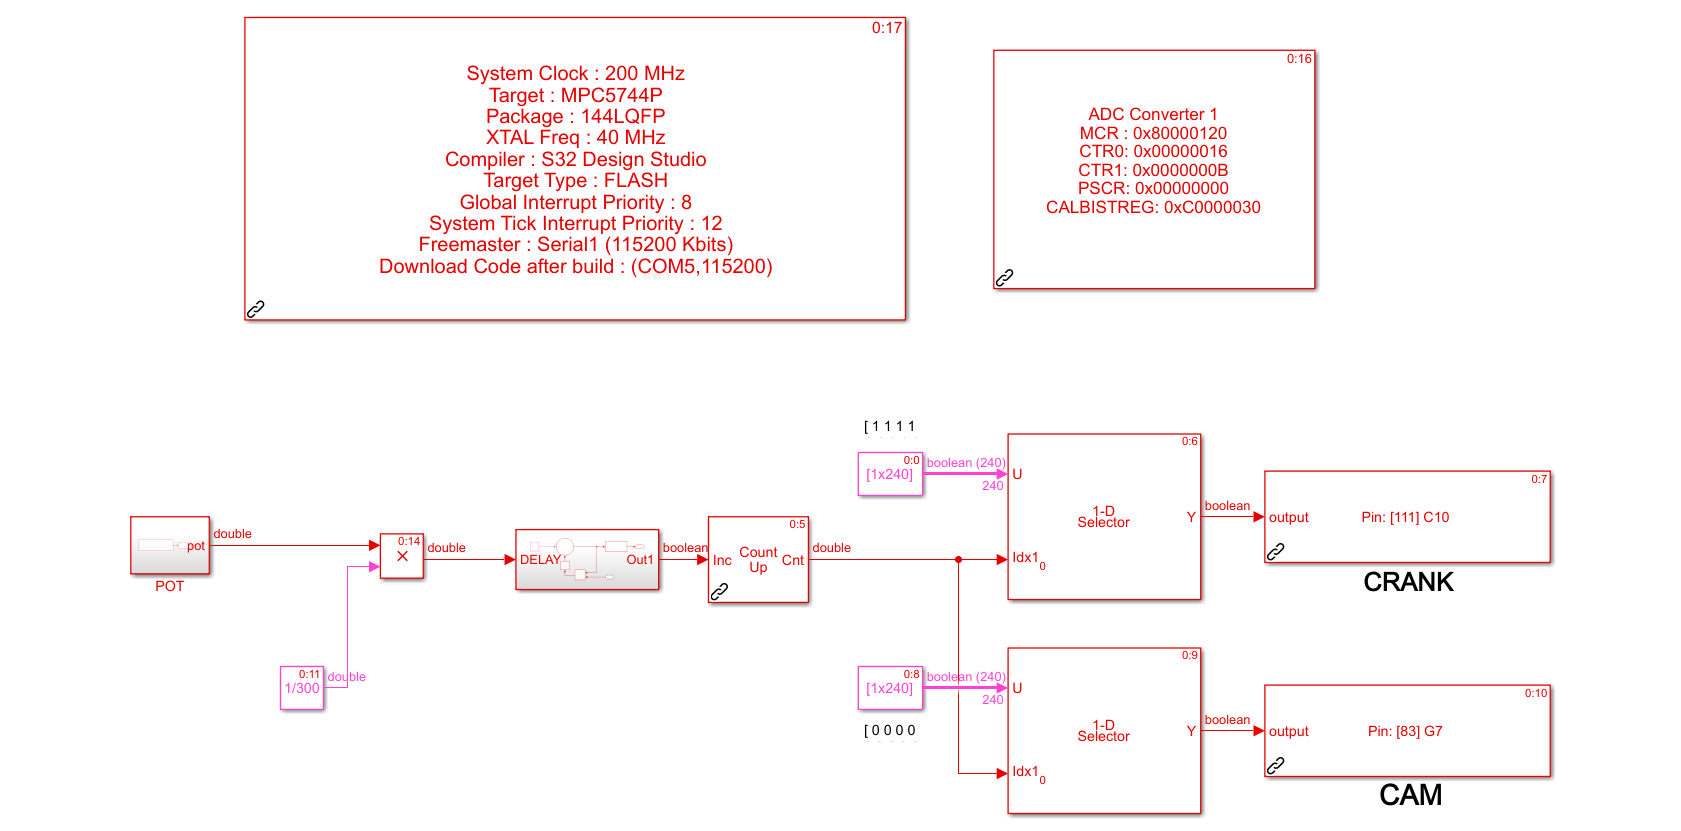 0:17
System Clock : 200 MHz
Target : MPC5744P
Package : 144LQFP
XTAL Freq : 40 MHz
Compiler : S32 Design Studio
Target Type : FLASH
Global Interrupt Priority : 8
System Tick Interrupt Priority : 12
Freemaster : Serial1 (115200 Kbits)
Download Code after build : (COM5,115200)
0:16
ADC Converter 1
MCR : 0x80000120
CTR0: 0x00000016
CTR1: 0x0000000B
PSCR: 0x00000000
CALBISTREG: 0xC0000030
pot
double
POT
0:14
×
double
0:11
1/300
double
DELAY
Out1
boolean
0:5
Inc
Count
Up
Cnt
double
[ 1 1 1 1
0:0
[1x240]
boolean (240)
240
0:6
U
1-D
Selector
Y
Idx1
0
boolean
0:7
output
Pin: [111] C10
CRANK
0:8
[1x240]
boolean (240)
240
[ 0 0 0 0
0:9
U
1-D
Selector
Y
Idx1
0
boolean
0:10
output
Pin: [83] G7
CAM